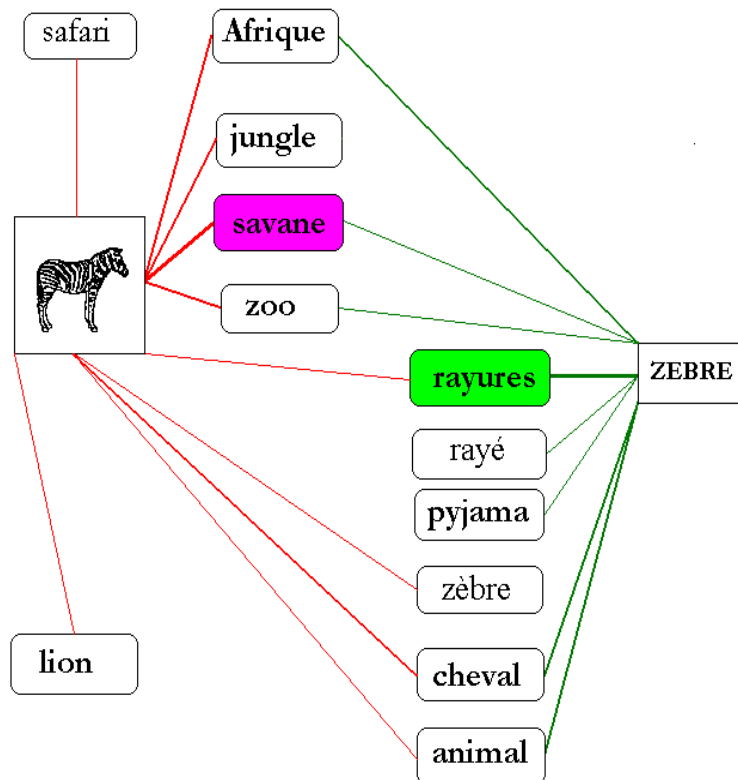 safari
Afrique
jungle
savane
zoo
rayures
ZEBRE
rayé
pyjama
zèbre
lion
cheval
animal